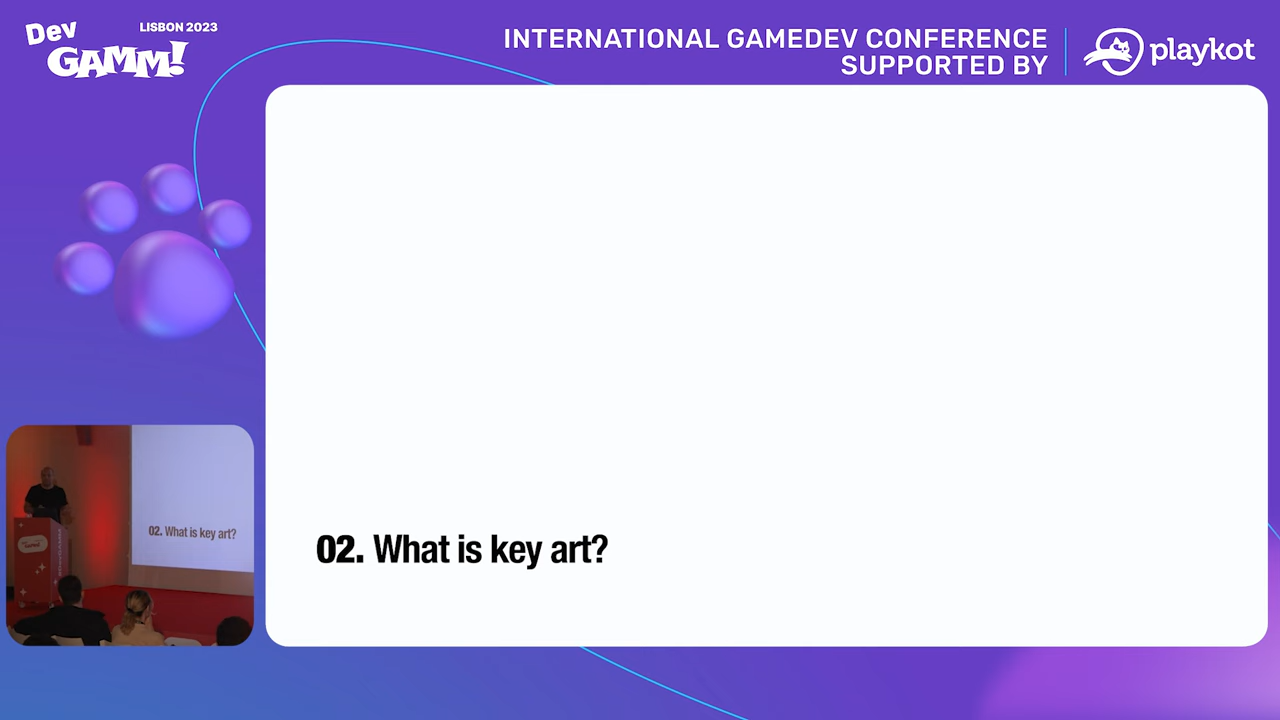 Dev
GAMM!
LISBON 2023
INTERNATIONAL GAMEDEV CONFERENCE
SUPPORTED BY
playkot
02. What is key art?
02. What is key art?